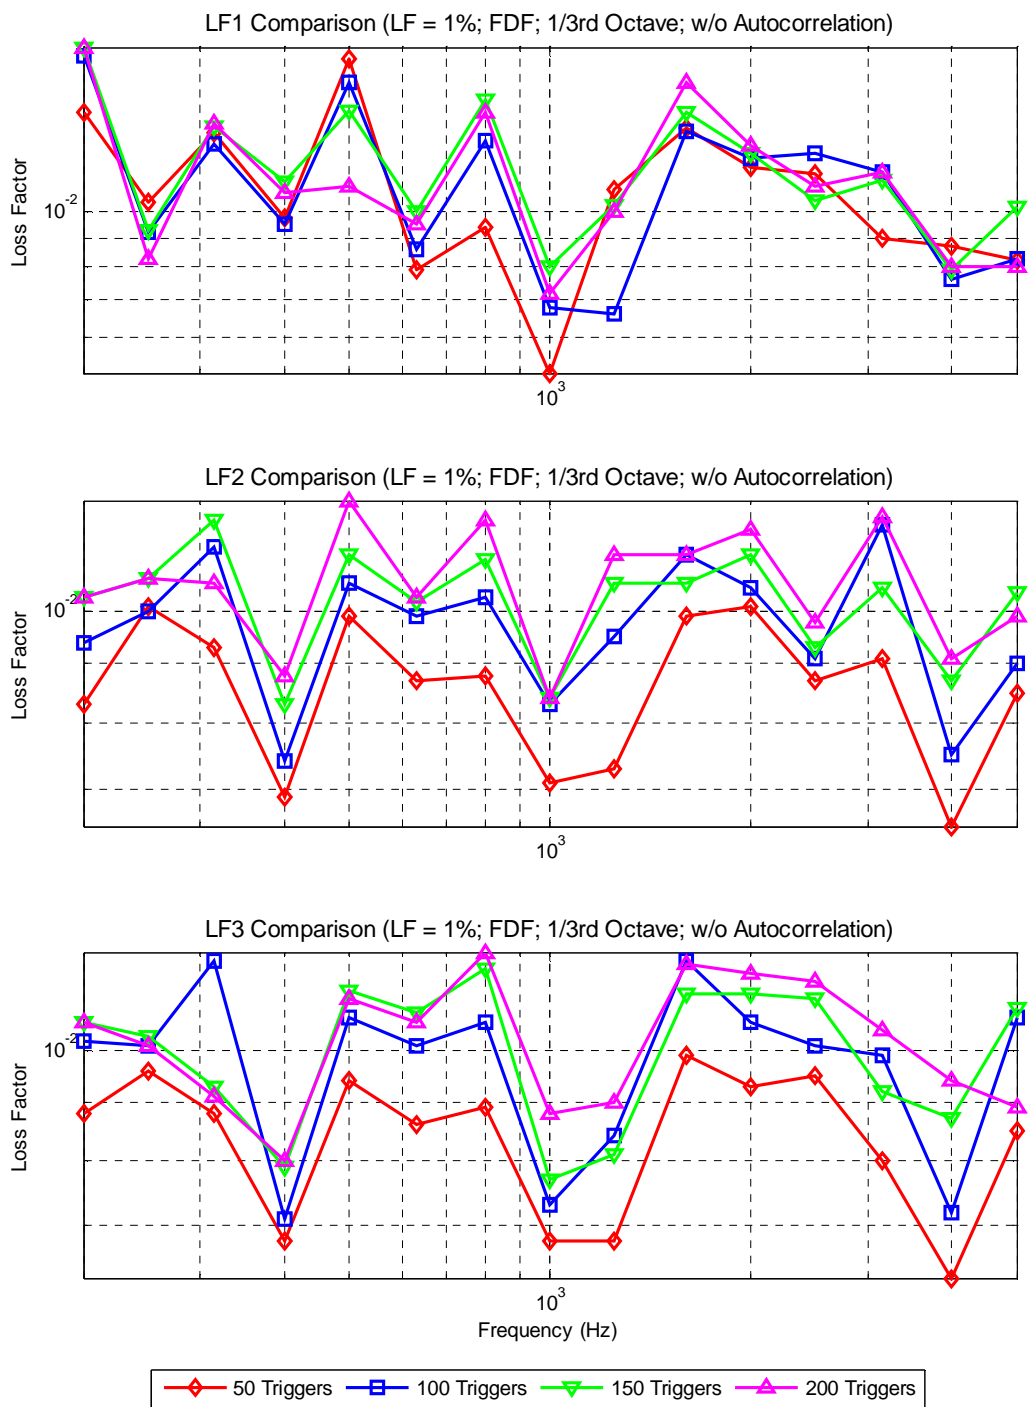 LF1 Comparison (LF = 1%; FDF; 1/3rd Octave; w/o Autocorrelation)
10^-2
Loss Factor
10^3
LF2 Comparison (LF = 1%; FDF; 1/3rd Octave; w/o Autocorrelation)
10^-2
Loss Factor
10^3
LF3 Comparison (LF = 1%; FDF; 1/3rd Octave; w/o Autocorrelation)
10^-2
Loss Factor
10^3
Frequency (Hz)
50 Triggers 100 Triggers 150 Triggers 200 Triggers